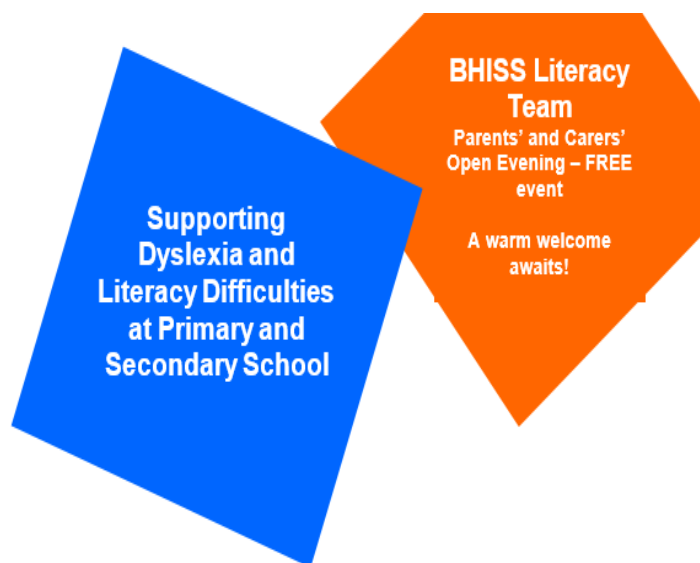 BHISS Literacy
Team
Parents’ and Carers’
Open Evening – FREE
event
A warm welcome
awaits!
Supporting
Dyslexia and
Literacy Difficulties
at Primary and
Secondary School